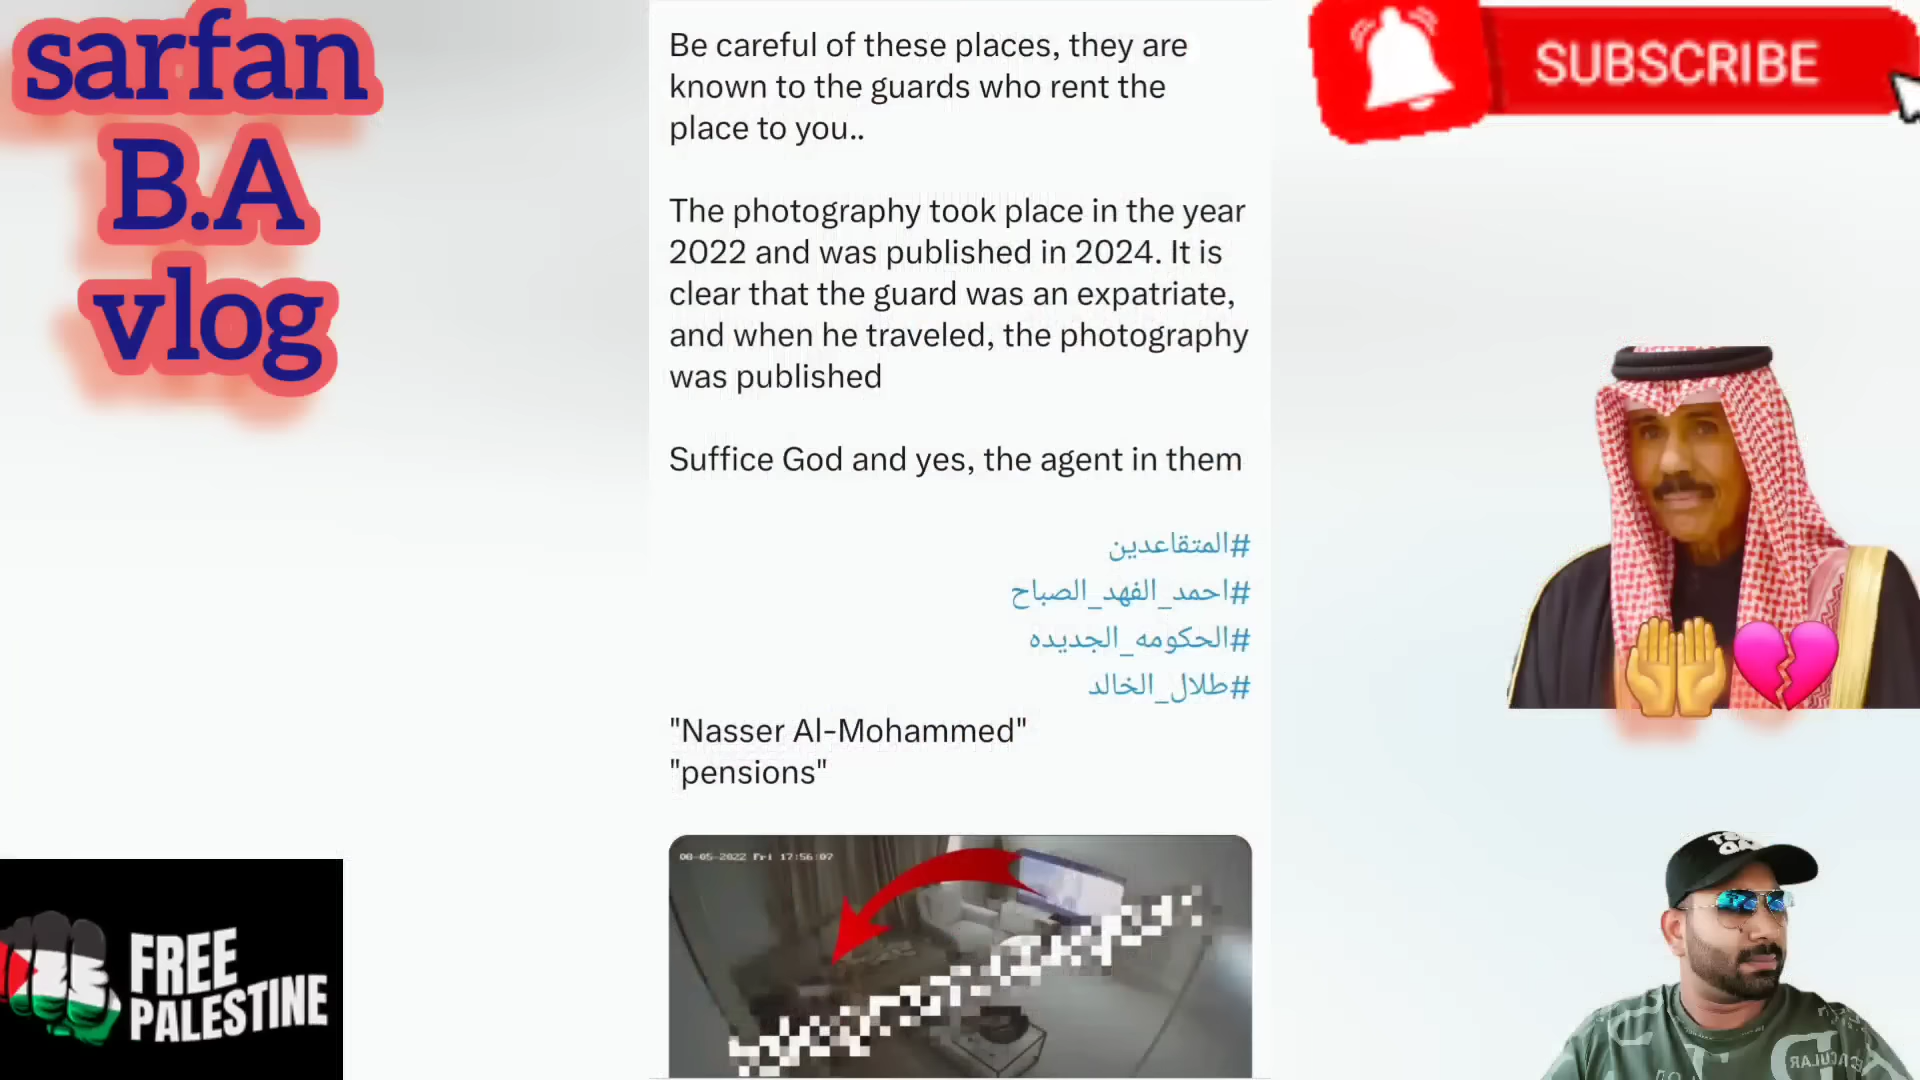 sarfan
B.A
vlog
Be careful of these places, they are
known to the guards who rent the
place to you..
The photography took place in the year
2022 and was published in 2024. It is
clear that the guard was an expatriate,
and when he traveled, the photography
was published
Suffice God and yes, the agent in them
#المتقاعدين
#احمد_الفهد_الصباح
#الحكومه_الجديده
#طلال_الخالد
"Nasser Al-Mohammed"
"pensions"
08-05-2022 Fri 17:56:07
SUBSCRIBE
FREE
PALESTINE